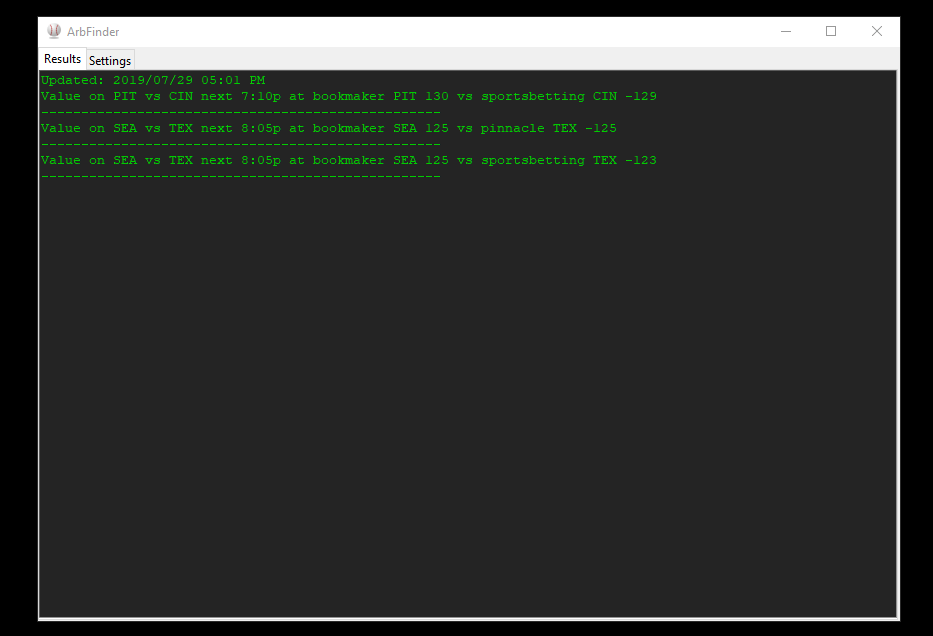 ArbFinder
Results Settings
Updated: 2019/07/29 05:01 PM
Value on PIT vs CIN next 7:10p at bookmaker PIT 130 vs sportsbetting CIN -129
--------------------------------------------------
Value on SEA vs TEX next 8:05p at bookmaker SEA 125 vs pinnacle TEX -125
--------------------------------------------------
Value on SEA vs TEX next 8:05p at bookmaker SEA 125 vs sportsbetting TEX -123
--------------------------------------------------